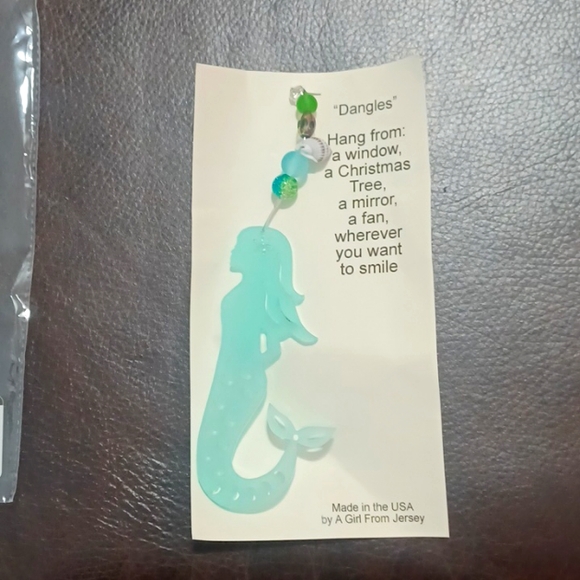 "Dangles"
Hang from:
a window,
a Christmas
Tree,
a mirror,
a fan,
wherever
you want
to smile
Made in the USA
by A Girl From Jersey